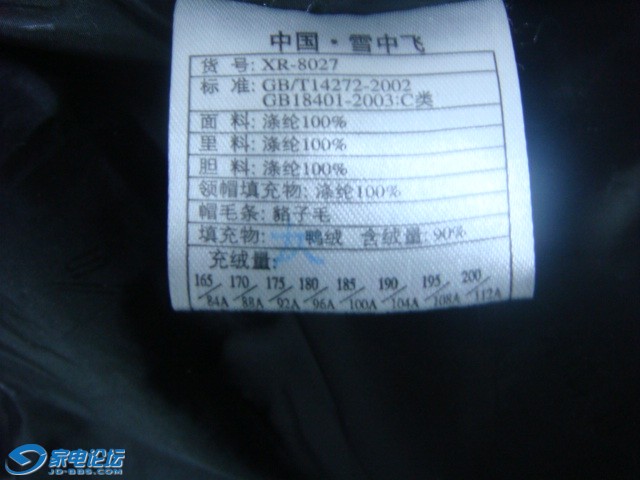 中国·雪中飞
货 号: XR-8027
标 准: GB/T14272-2002
GB18401-2003:C类
面 料: 涤纶100%
里 料: 涤纶100%
胆 料: 涤纶100%
领帽填充物: 涤纶100%
帽毛条: 貉子毛
填充物: 灰 鸭绒 含绒量: 90%
充绒量:
165/84A 170/88A 175/92A 180/96A 185/100A 190/104A 195/108A 200/112A
家电论坛
JD-BBS.COM